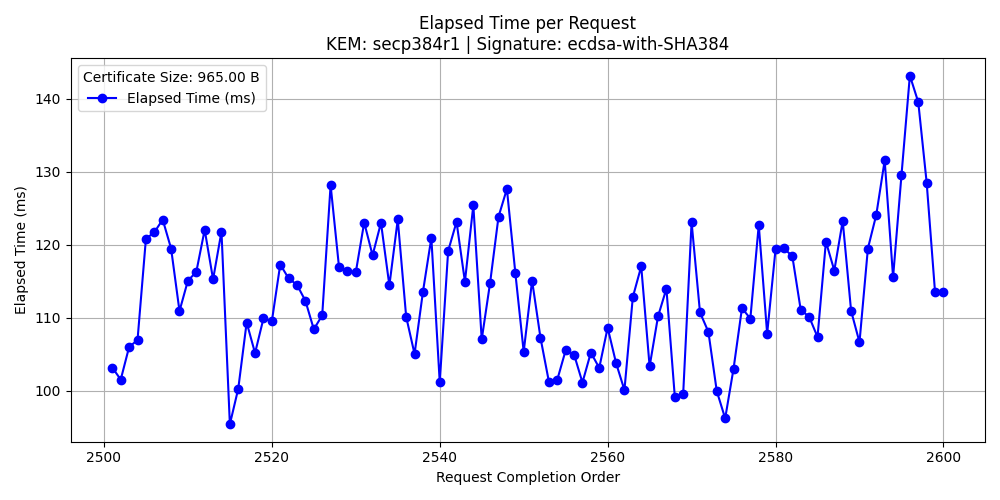 Elapsed Time per Request
KEM: secp384r1 | Signature: ecdsa-with-SHA384
Certificate Size: 965.00 B
Elapsed Time (ms)
Elapsed Time (ms)
140
130
120
110
100
2500
2520
2540
2560
2580
2600
Request Completion Order